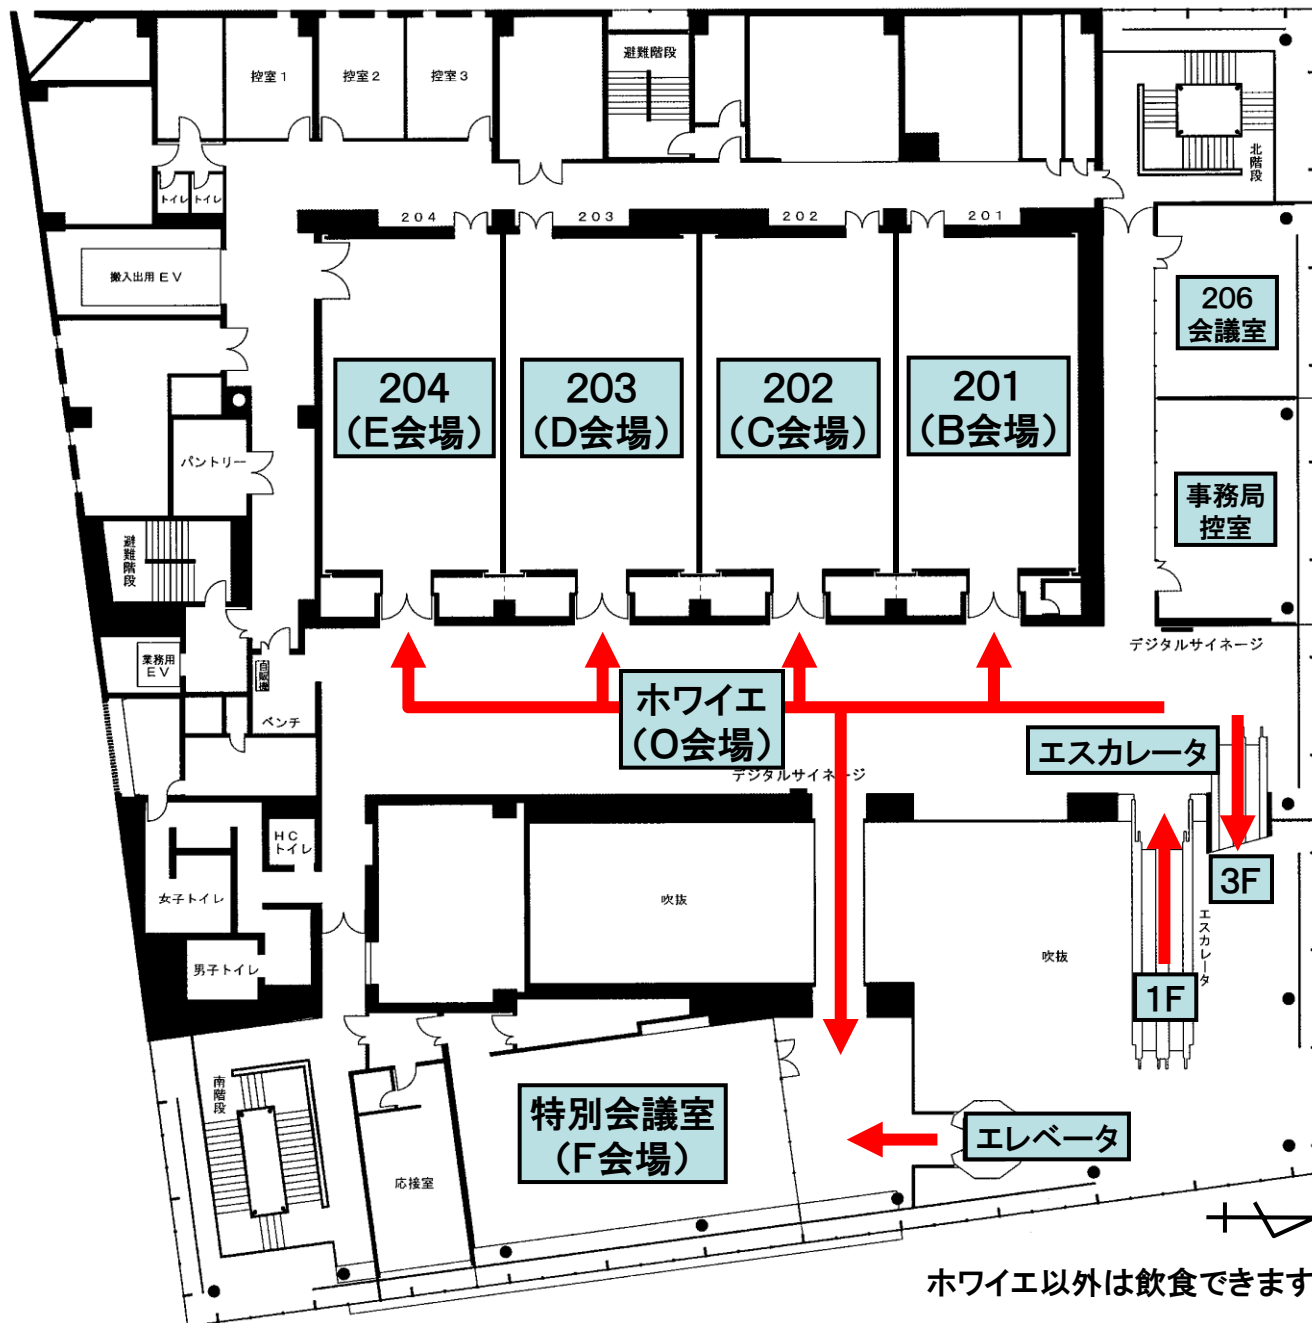 避難階段
控室1
控室2
控室3
北階段
トイレ
トイレ
204
203
202
201
搬入出用EV
206
会議室
204
(E会場)
203
(D会場)
202
(C会場)
201
(B会場)
パントリー
事務局
控室
避難階段
デジタルサイネージ
業務用
EV
自販機
ベンチ
ホワイエ
(O会場)
エスカレータ
デジタルサイネージ
HC
トイレ
3F
女子トイレ
吹抜
エスカレータ
男子トイレ
吹抜
1F
南階段
特別会議室
(F会場)
エレベータ
応接室
ホワイエ以外は飲食できます